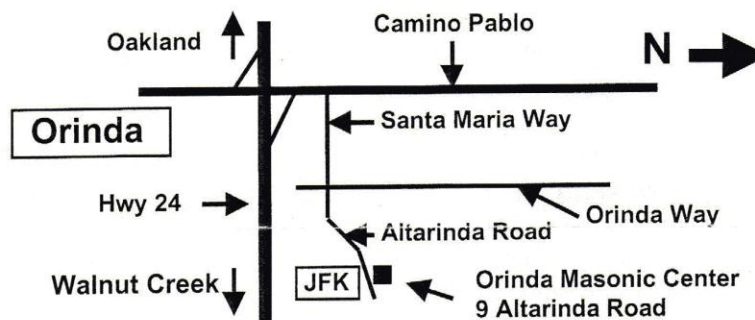 Oakland
Camino Pablo
N
Orinda
Santa Maria Way
Hwy 24
Orinda Way
Altarinda Road
Walnut Creek
JFK
Orinda Masonic Center
9 Altarinda Road